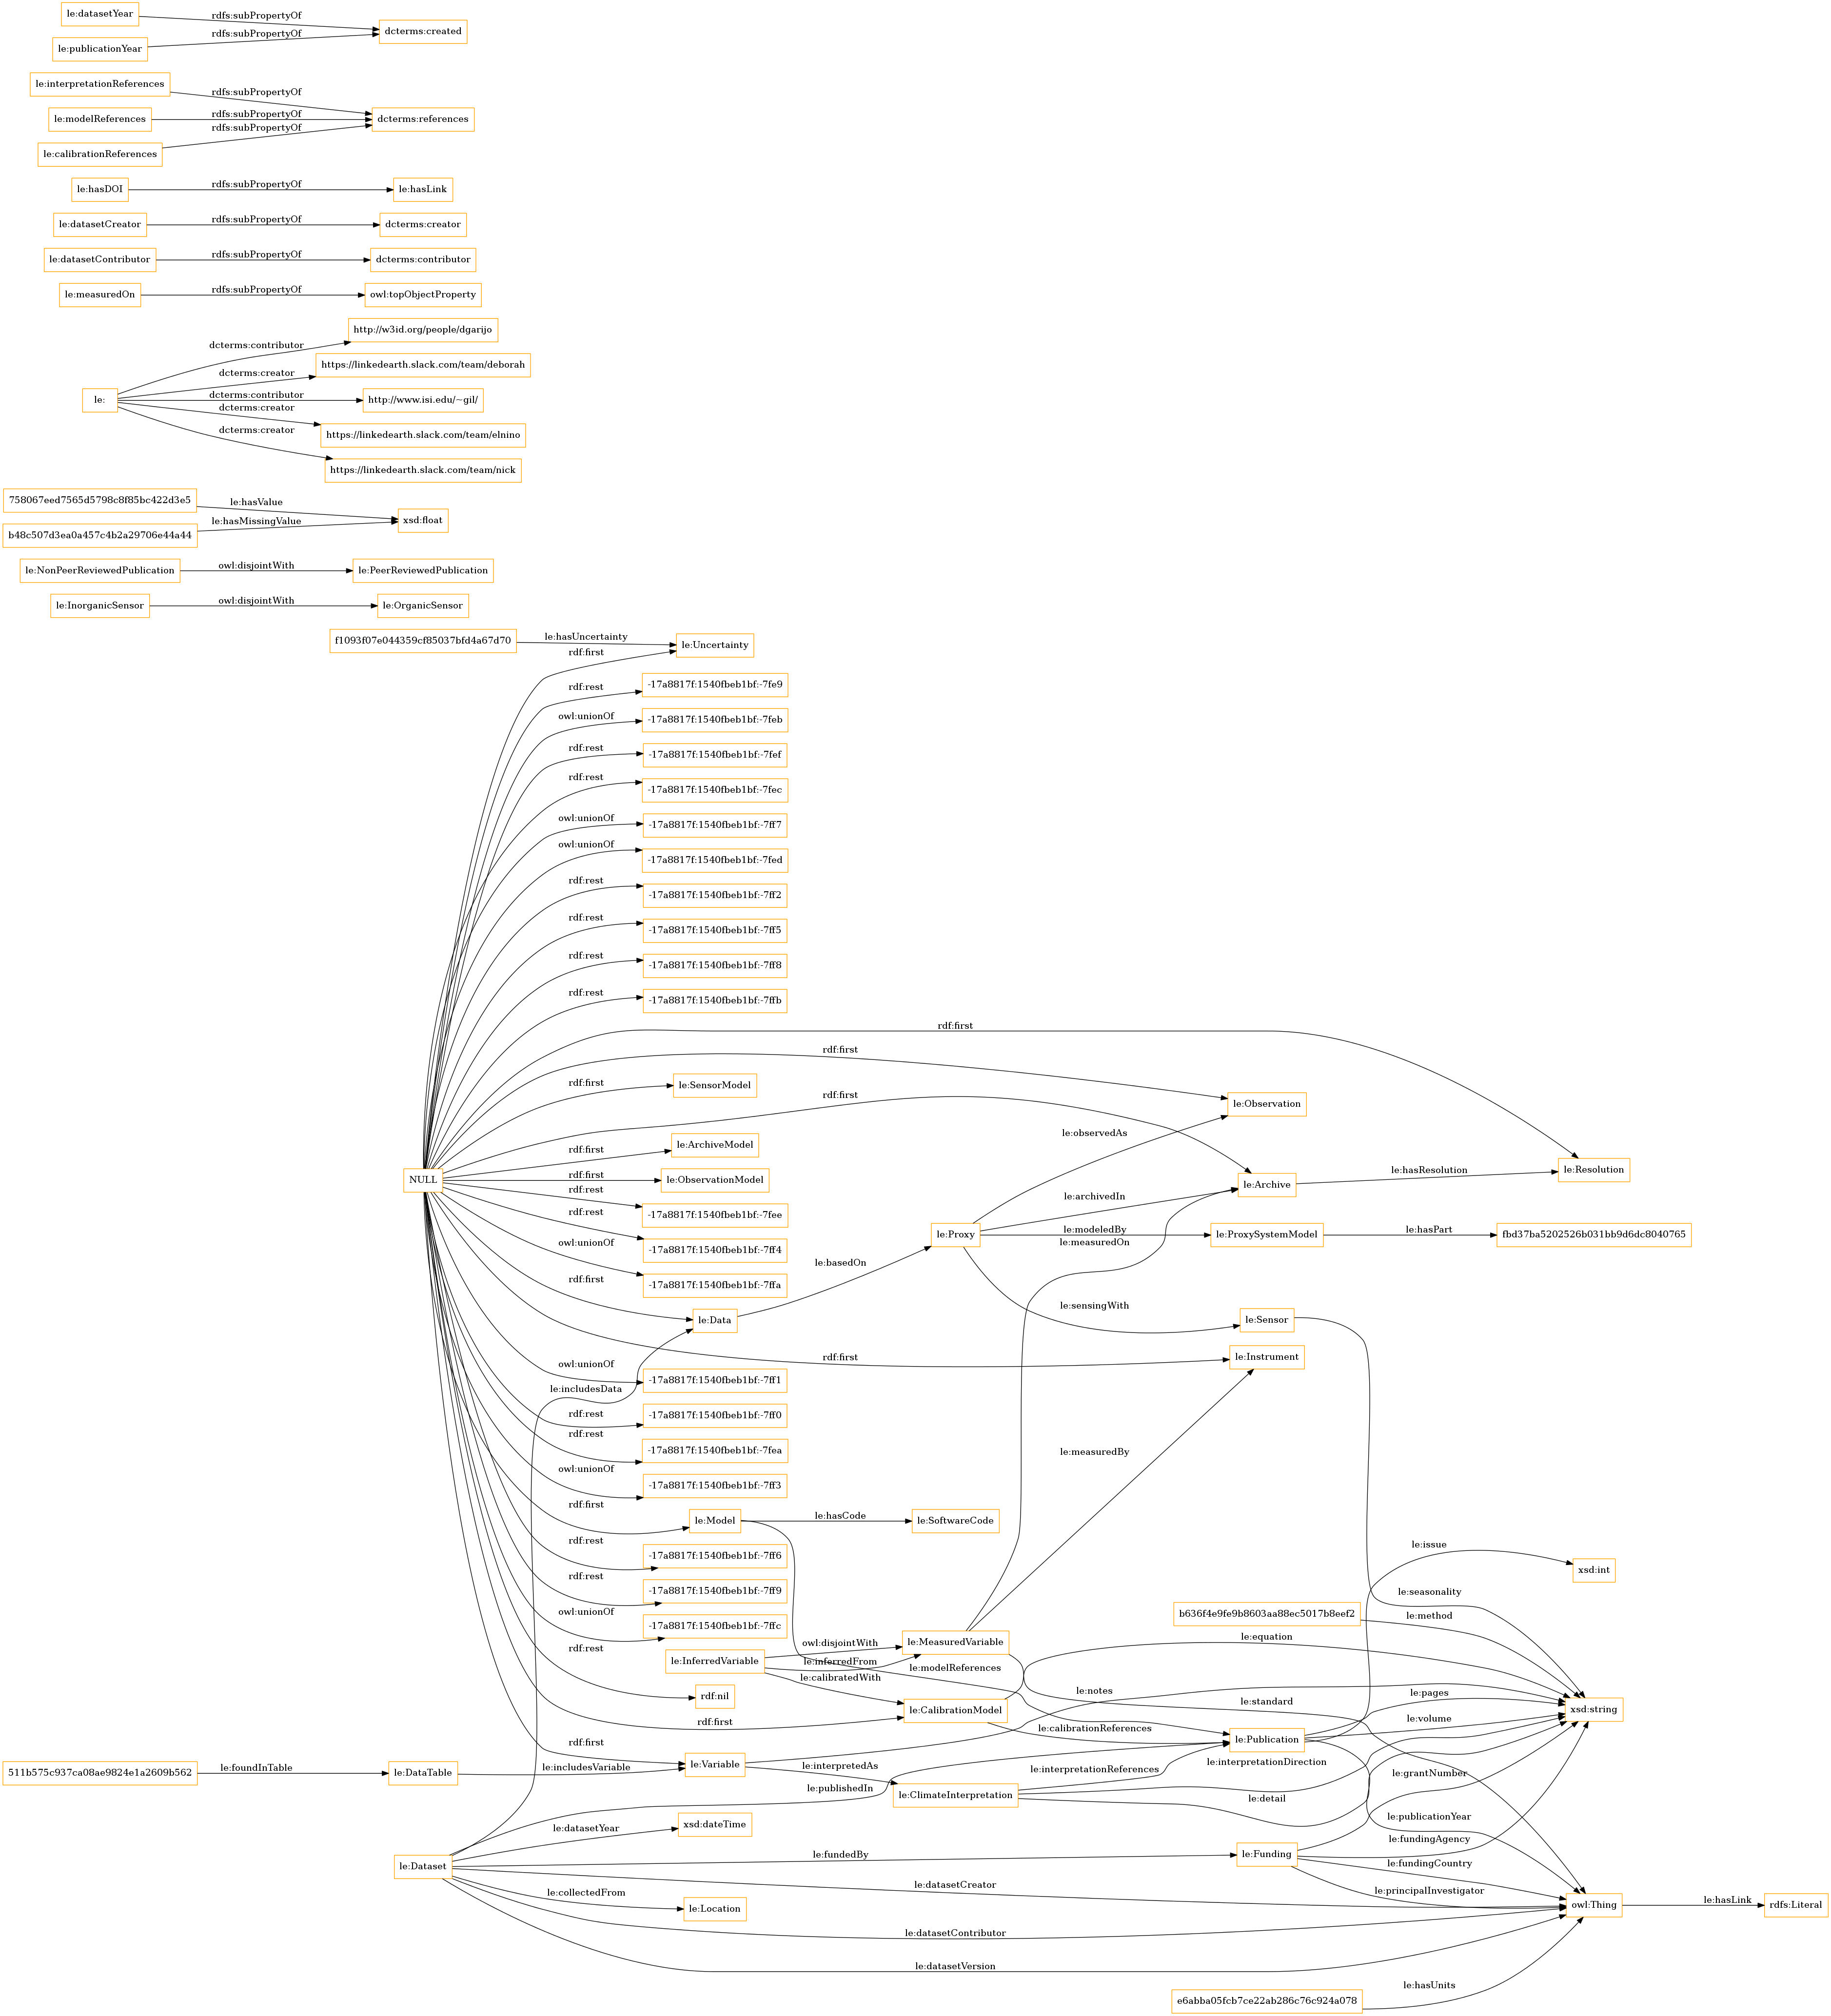 le:datasetYear
rdfs:subPropertyOf
dcterms:created
rdfs:subPropertyOf
le:publicationYear
le:interpretationReferences
rdfs:subPropertyOf
le:modelReferences
rdfs:subPropertyOf
dcterms:references
rdfs:subPropertyOf
le:calibrationReferences
le:hasDOI
rdfs:subPropertyOf
le:hasLink
le:datasetCreator
rdfs:subPropertyOf
dcterms:creator
le:datasetContributor
rdfs:subPropertyOf
dcterms:contributor
le:measuredOn
rdfs:subPropertyOf
owl:topObjectProperty
http://w3id.org/people/dgarijo
dcterms:contributor
https://linkedearth.slack.com/team/deborah
dcterms:creator
le:
dcterms:contributor
http://www.isi.edu/~gil/
dcterms:creator
https://linkedearth.slack.com/team/elnino
dcterms:creator
https://linkedearth.slack.com/team/nick
758067eed7565d5798c8f85bc422d3e5
le:hasValue
xsd:float
le:hasMissingValue
b48c507d3ea0a457c4b2a29706e44a44
le:NonPeerReviewedPublication
owl:disjointWith
le:PeerReviewedPublication
le:InorganicSensor
owl:disjointWith
le:OrganicSensor
f1093f07e044359cf85037bfd4a67d70
le:hasUncertainty
le:Uncertainty
rdf:first
rdf:rest
-17a8817f:1540fbeb1bf:-7fe9
owl:unionOf
-17a8817f:1540fbeb1bf:-7feb
rdf:rest
-17a8817f:1540fbeb1bf:-7fef
rdf:rest
-17a8817f:1540fbeb1bf:-7fec
owl:unionOf
-17a8817f:1540fbeb1bf:-7ff7
owl:unionOf
-17a8817f:1540fbeb1bf:-7fed
rdf:rest
-17a8817f:1540fbeb1bf:-7ff2
rdf:rest
-17a8817f:1540fbeb1bf:-7ff5
rdf:rest
-17a8817f:1540fbeb1bf:-7ff8
rdf:rest
-17a8817f:1540fbeb1bf:-7ffb
rdf:first
rdf:first
rdf:first
le:SensorModel
rdf:first
le:Observation
le:observedAs
rdf:first
le:ArchiveModel
NULL
rdf:first
le:ObservationModel
le:hasResolution
le:Resolution
le:Archive
le:archivedIn
rdf:rest
-17a8817f:1540fbeb1bf:-7fee
le:Proxy
le:modeledBy
le:ProxySystemModel
le:hasPart
fbd37ba5202526b031bb9d6dc8040765
le:measuredOn
rdf:rest
-17a8817f:1540fbeb1bf:-7ff4
le:basedOn
owl:unionOf
-17a8817f:1540fbeb1bf:-7ffa
rdf:first
le:Data
le:sensingWith
le:Sensor
rdf:first
le:Instrument
owl:unionOf
-17a8817f:1540fbeb1bf:-7ff1
le:includesData
rdf:rest
-17a8817f:1540fbeb1bf:-7ff0
rdf:rest
-17a8817f:1540fbeb1bf:-7fea
le:measuredBy
owl:unionOf
-17a8817f:1540fbeb1bf:-7ff3
rdf:first
le:Model
le:hasCode
le:SoftwareCode
rdf:rest
-17a8817f:1540fbeb1bf:-7ff6
le:issue
xsd:int
rdf:rest
-17a8817f:1540fbeb1bf:-7ff9
le:seasonality
owl:unionOf
-17a8817f:1540fbeb1bf:-7ffc
b636f4e9fe9b8603aa88ec5017b8eef2
le:method
rdf:rest
le:InferredVariable
owl:disjointWith
le:MeasuredVariable
le:equation
le:inferredFrom
le:modelReferences
le:calibratedWith
rdf:nil
le:notes
le:standard
le:pages
xsd:string
rdf:first
le:CalibrationModel
le:calibrationReferences
le:volume
le:Publication
rdf:first
le:Variable
le:interpretedAs
le:interpretationReferences
le:interpretationDirection
511b575c937ca08ae9824e1a2609b562
le:foundInTable
le:DataTable
le:includesVariable
le:publishedIn
le:ClimateInterpretation
le:detail
le:grantNumber
le:datasetYear
xsd:dateTime
le:publicationYear
le:Dataset
le:fundedBy
le:Funding
le:fundingAgency
le:fundingCountry
le:datasetCreator
le:principalInvestigator
le:collectedFrom
le:Location
owl:Thing
le:hasLink
rdfs:Literal
le:datasetContributor
le:datasetVersion
le:hasUnits
e6abba05fcb7ce22ab286c76c924a078